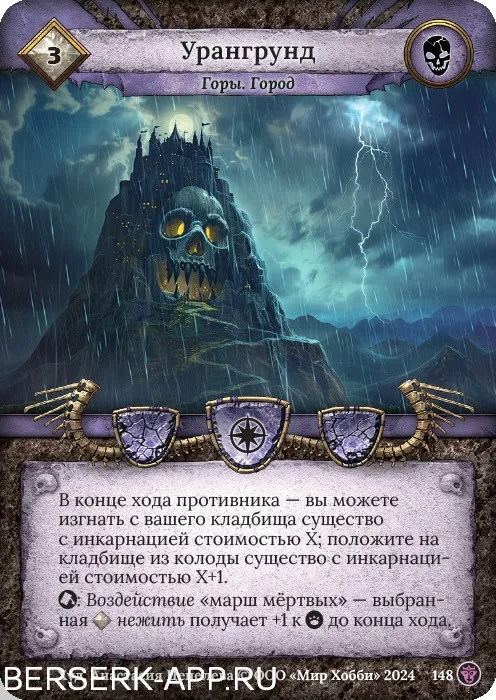 3
Урангрунд
Горы. Город
В конце хода противника — вы можете
изгнать с вашего кладбища существо
с инкарнацией стоимостью X; положите на
кладбище из колоды существо с инкарнаци-
ей стоимостью X+1.
: Воздействие «марш мёртвых» — выбран-
ная нежить получает +1 к до конца хода.
Анастасия © ООО «Мир Хобби» 2024 148
BERSERK-APP.RU